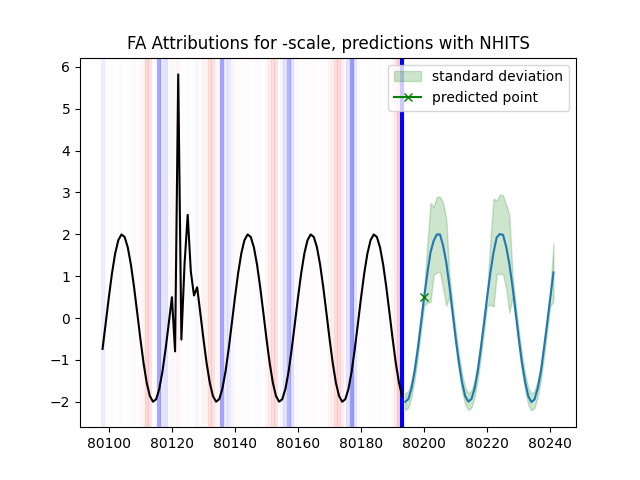 FA Attributions for -scale, predictions with NHITS
standard deviation
predicted point
6
5
4
3
2
1
0
−1
−2
80100 80120 80140 80160 80180 80200 80220 80240